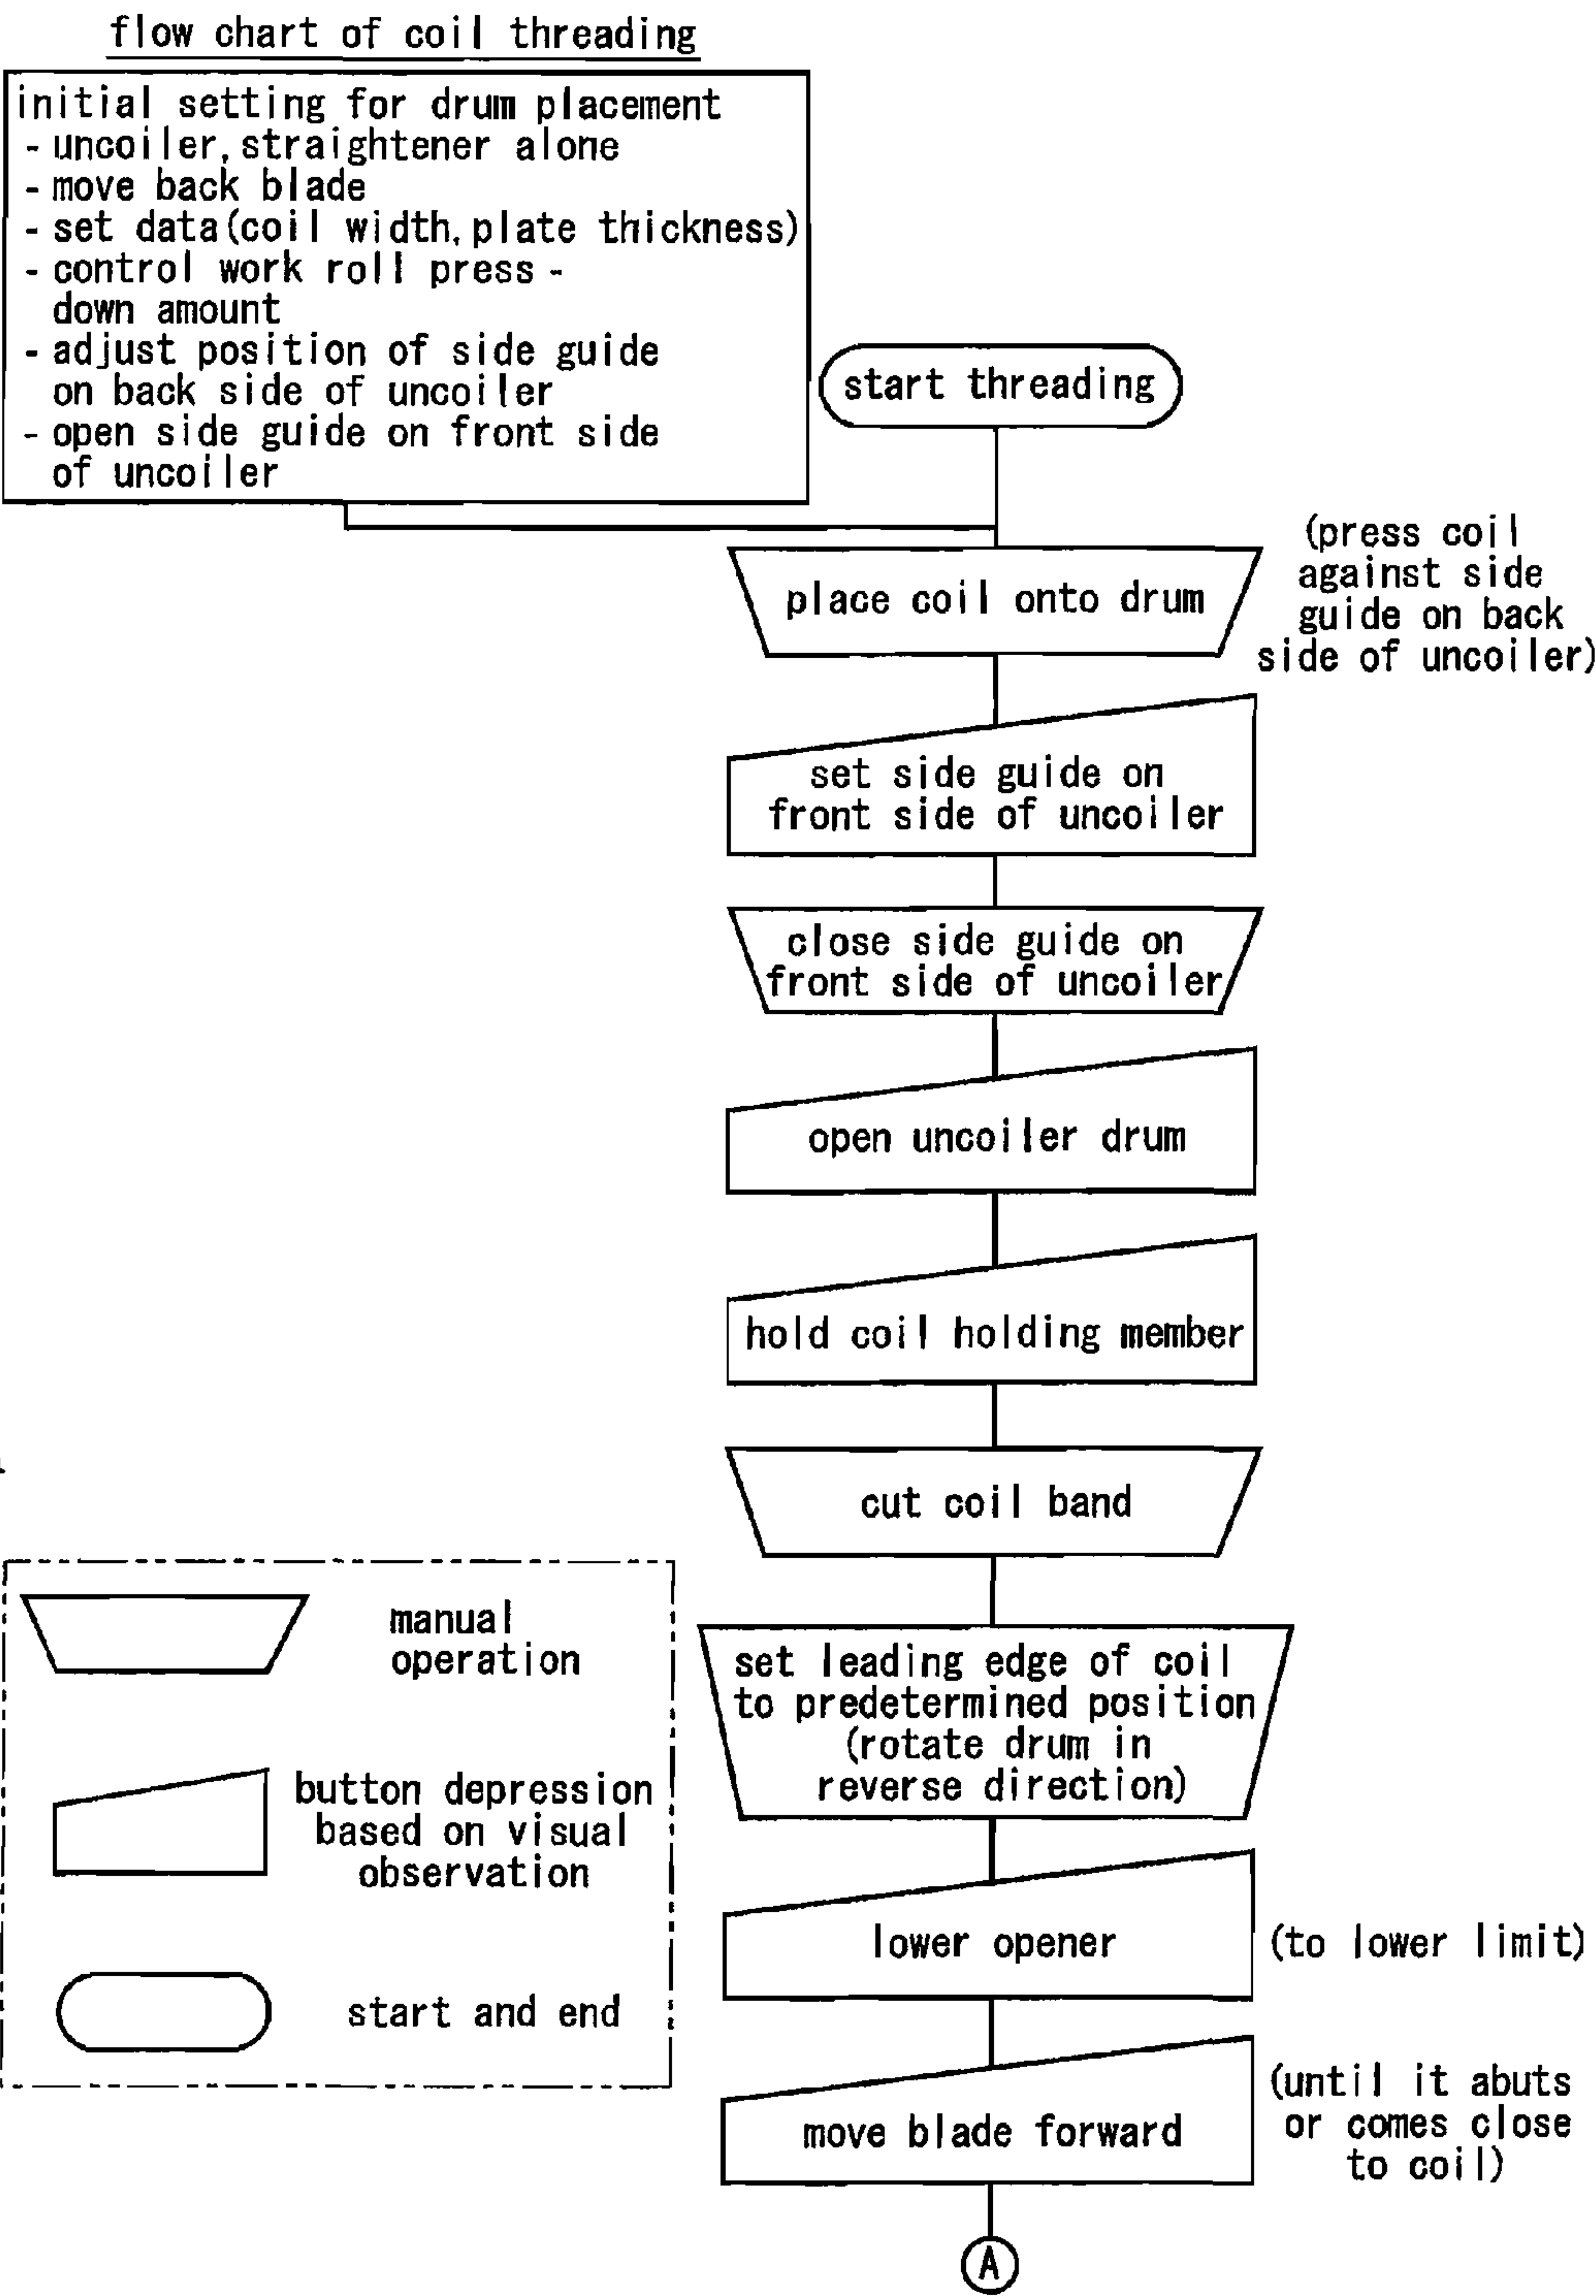 flow chart of coil threading
initial setting for drum placement
- uncoiler, straightener alone
- move back blade
- set data(coil width, plate thickness)
- control work roll press -
down amount
- adjust position of side guide
on back side of uncoiler
- open side guide on front side
of uncoiler
start threading
place coil onto drum
(press coil
against side
guide on back
side of uncoiler)
set side guide on
front side of uncoiler
close side guide on
front side of uncoiler
open uncoiler drum
hold coil holding member
cut coil band
set leading edge of coil
to predetermined position
(rotate drum in
reverse direction)
lower opener
(to lower limit)
move blade forward
(until it abuts
or comes close
to coil)
A
manual
operation
button depression
based on visual
observation
start and end